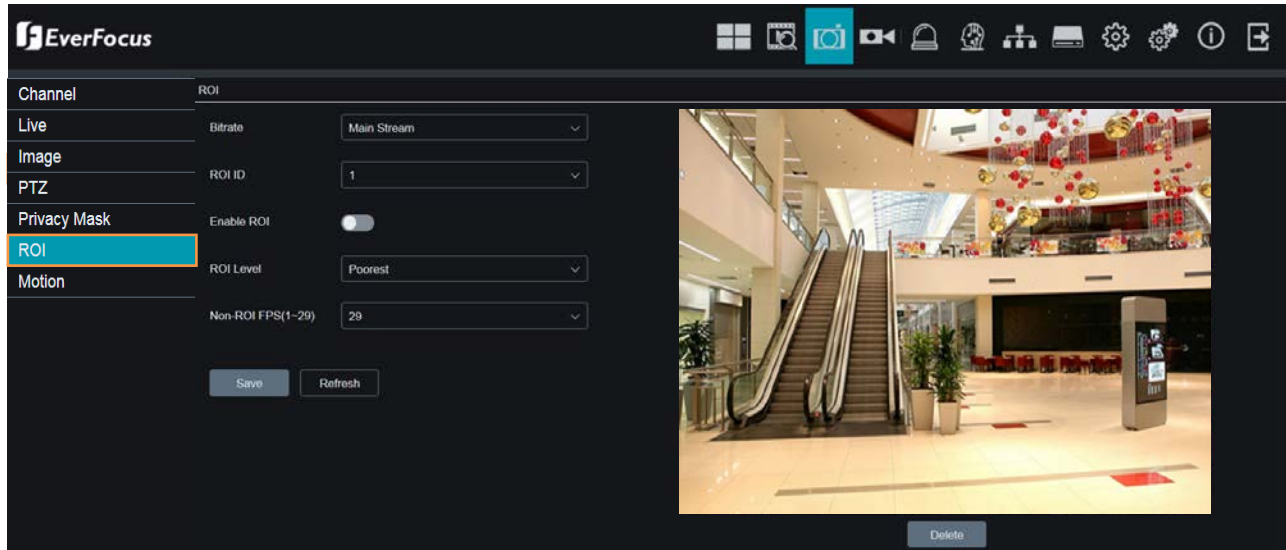 EverFocus
Channel
Live
Image
PTZ
Privacy Mask
ROI
Motion
ROI
Bitrate
Main Stream
ROI ID
1
Enable ROI
ROI Level
Poorest
Non-ROI FPS(1~29)
29
Save
Refresh
Delete